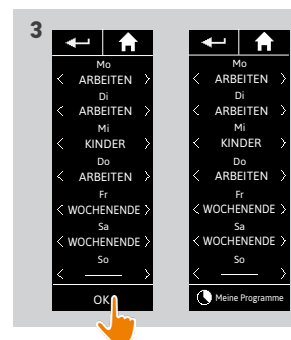 3
Mo
ARBEITEN
Di
ARBEITEN
Mi
KINDER
Do
ARBEITEN
Fr
WOCHENENDE
Sa
WOCHENENDE
So
OK
Mo
ARBEITEN
Di
ARBEITEN
Mi
KINDER
Do
ARBEITEN
Fr
WOCHENENDE
Sa
WOCHENENDE
So
Meine Programme